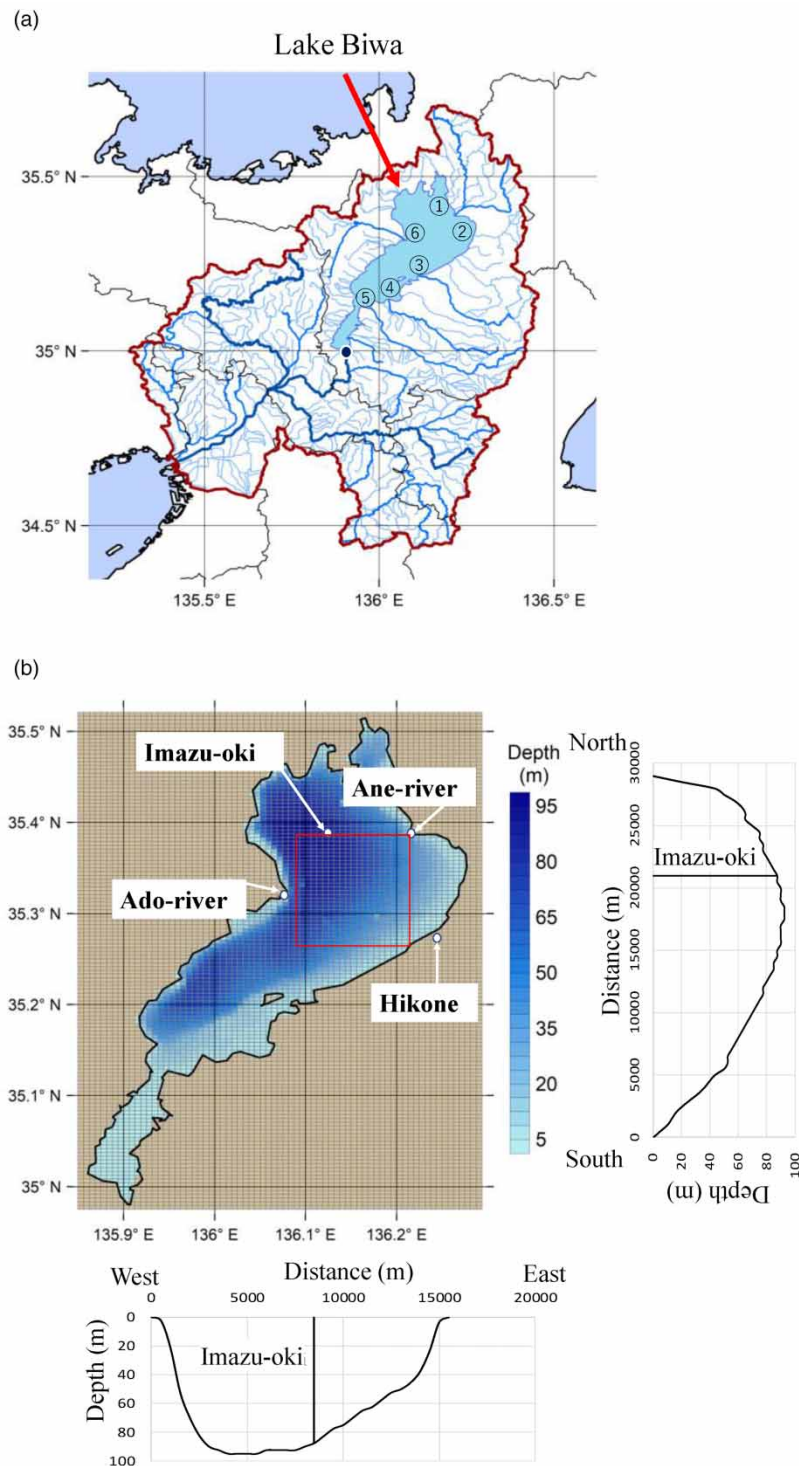 (a)
Lake Biwa
35.5° N
35° N
34.5° N
①
②
⑥
③
④
⑤
135.5° E
136° E
136.5° E
(b)
35.5° N
35.4° N
35.3° N
35.2° N
35.1° N
35° N
Imazu-oki
Ane-river
Ado-river
Hikone
135.9° E
136° E
136.1° E
136.2° E
Depth
(m)
95
80
65
50
35
20
5
North
South
Distance (m)
30000
25000
20000
15000
10000
5000
0
Imazu-oki
0
20
40
60
80
100
Depth (m)
West
Distance (m)
East
0
5000
10000
15000
20000
Depth (m)
0
20
40
60
80
100
Imazu-oki